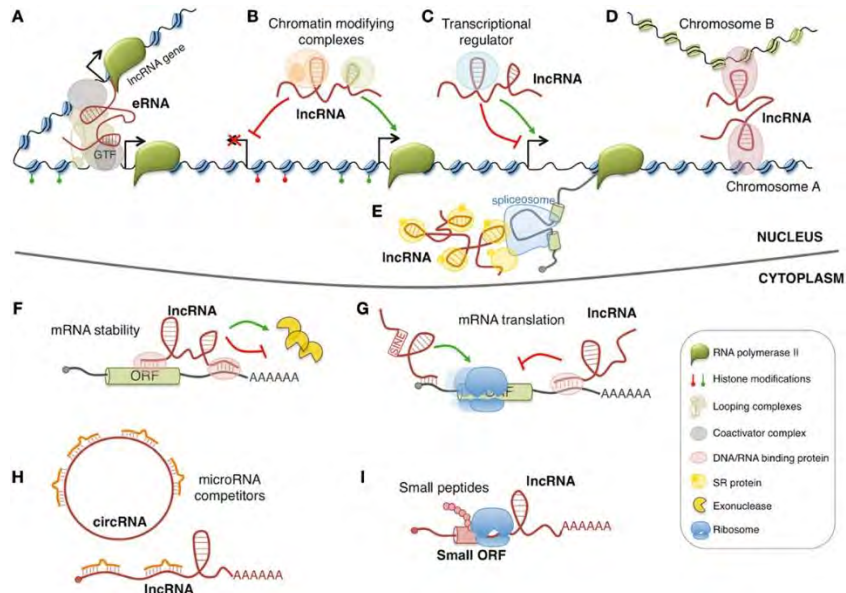 A
B
Chromatin modifying
complexes
C
Transcriptional
regulator
D
Chromosome B
lncRNA gene
eRNA
GTF
lncRNA
lncRNA
lncRNA
Chromosome A
E
spliceosome
lncRNA
NUCLEUS
CYTOPLASM
F
lncRNA
mRNA stability
ORF
AAAAAA
G
lncRNA
mRNA translation
SINE
ORF
AAAAAA
H
circRNA
microRNA
competitors
AAAAAA
lncRNA
I
Small peptides
lncRNA
AAAAAA
Small ORF
RNA polymerase II
Histone modifications
Looping complexes
Coactivator complex
DNA/RNA binding protein
SR protein
Exonuclease
Ribosome